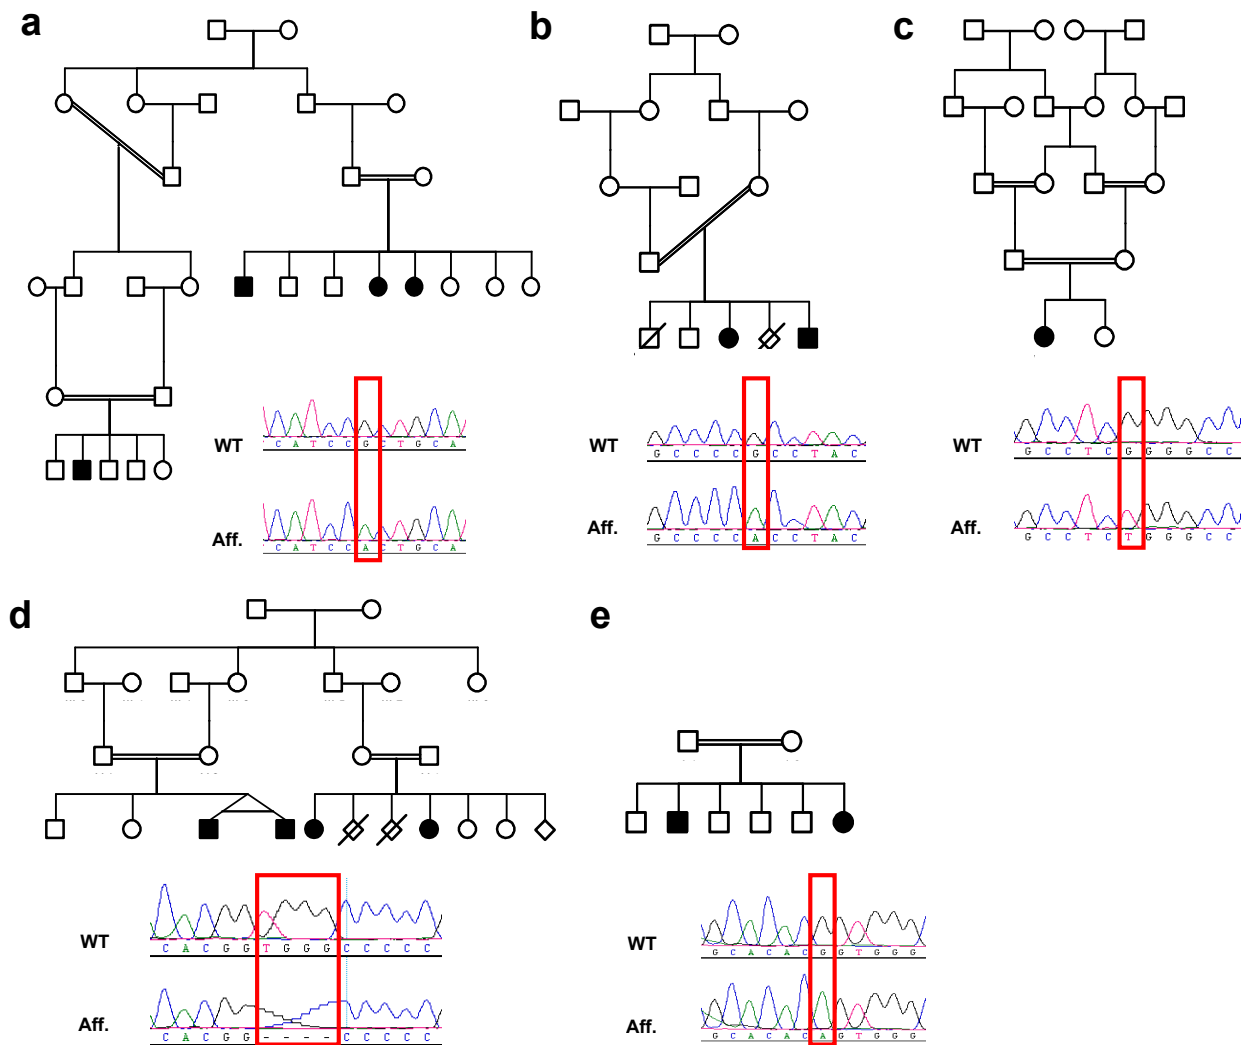 a
b
c
WT
C A T C C G C T G C A
Aff.
C A T C C A C T G C A
WT
G C C C C G C C T A C
Aff.
G C C C C A C C T A C
WT
G C C T C G G G G C C
Aff.
G C C T C T G G G C C
d
e
WT
C A C G G T G G G C C C C C
Aff.
C A C G G - - - - C C C C C
WT
G C A C A C G G T G G G
Aff.
G C A C A C A G T G G G